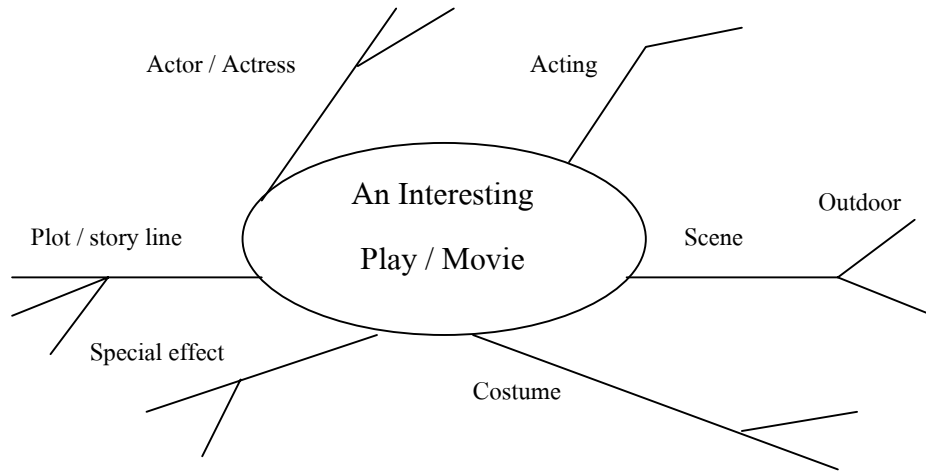 Actor / Actress
Acting
An Interesting
Play / Movie
Outdoor
Plot / story line
Scene
Special effect
Costume